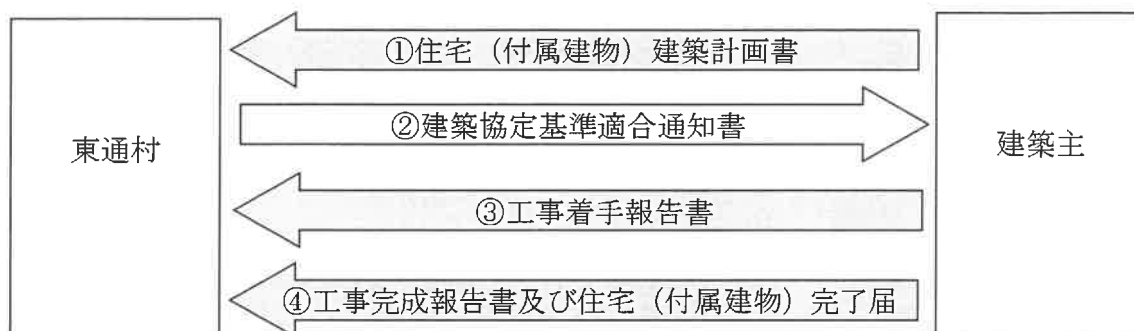 ①住宅（付属建物）建築計画書
②建築協定基準適合通知書
東通村
建築主
③工事着手報告書
④工事完成報告書及び住宅（付属建物）完了届